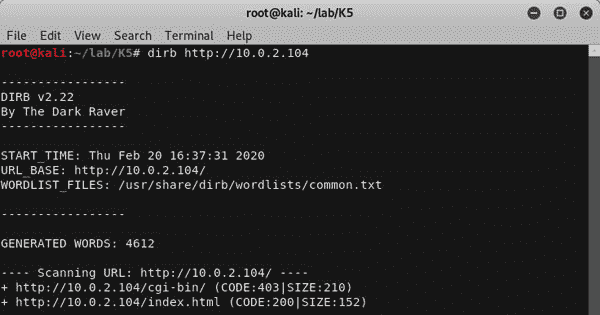 root@kali: ~/lab/K5
File Edit View Search Terminal Help
root@kali:~/lab/K5# dirb http://10.0.2.104
-----------------
DIRB v2.22
By The Dark Raver
-----------------
START_TIME: Thu Feb 20 16:37:31 2020
URL_BASE: http://10.0.2.104/
WORDLIST_FILES: /usr/share/dirb/wordlists/common.txt
-----------------
GENERATED WORDS: 4612
---- Scanning URL: http://10.0.2.104/ ----
+ http://10.0.2.104/cgi-bin/ (CODE:403|SIZE:210)
+ http://10.0.2.104/index.html (CODE:200|SIZE:152)